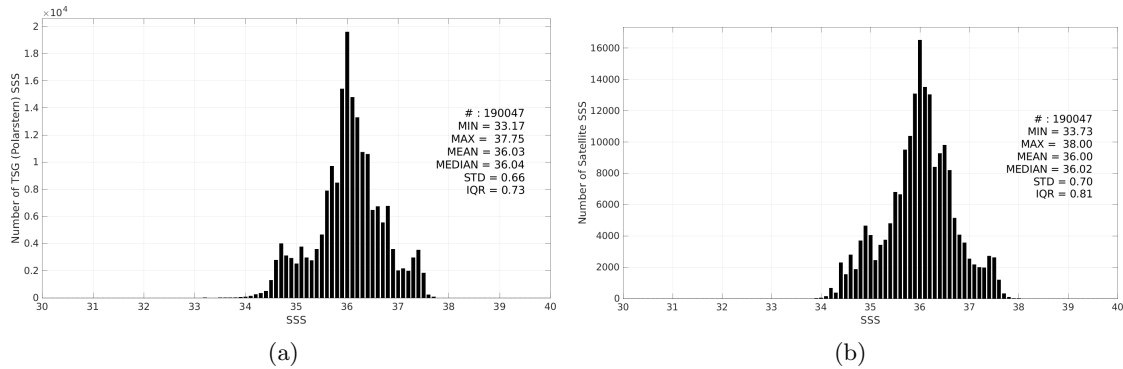 ×10⁴
2
1.8
1.6
1.4
1.2
1
0.8
0.6
0.4
0.2
0
Number of TSG (Polarstern) SSS
# : 190047
MIN = 33.17
MAX = 37.75
MEAN = 36.03
MEDIAN = 36.04
STD = 0.66
IQR = 0.73
30 31 32 33 34 35 36 37 38 39 40
SSS
(a)
16000
14000
12000
10000
8000
6000
4000
2000
0
Number of Satellite SSS
# : 190047
MIN = 33.73
MAX = 38.00
MEAN = 36.00
MEDIAN = 36.02
STD = 0.70
IQR = 0.81
30 31 32 33 34 35 36 37 38 39 40
SSS
(b)